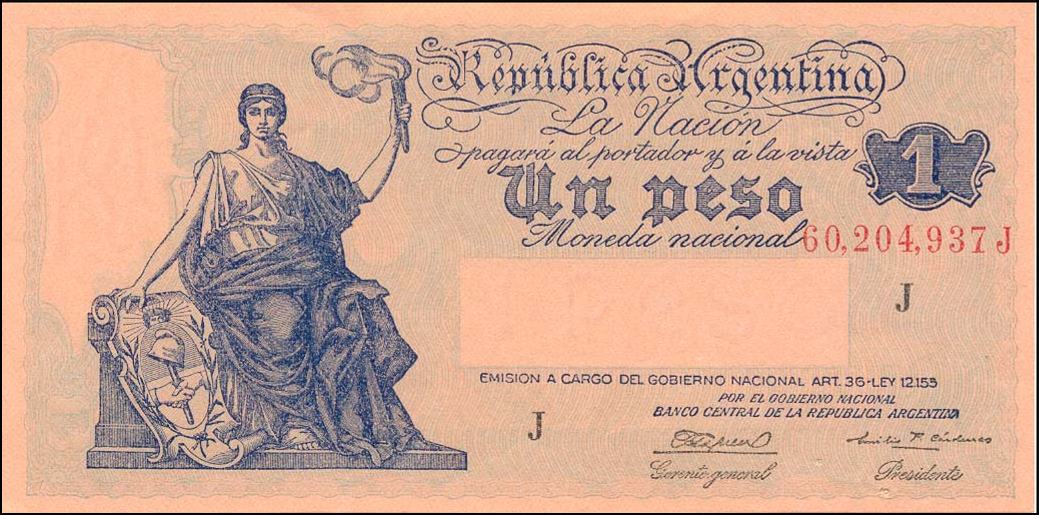 República Argentina
La Nación
pagará al portador y á la vista
1
Un peso
Moneda nacional
60,204,937 J
J
EMISION A CARGO DEL GOBIERNO NACIONAL ART. 36-LEY 12.155
POR EL GOBIERNO NACIONAL
BANCO CENTRAL DE LA REPUBLICA ARGENTINA
J
Emilio F. Cárdenas
Gerente general
Presidente